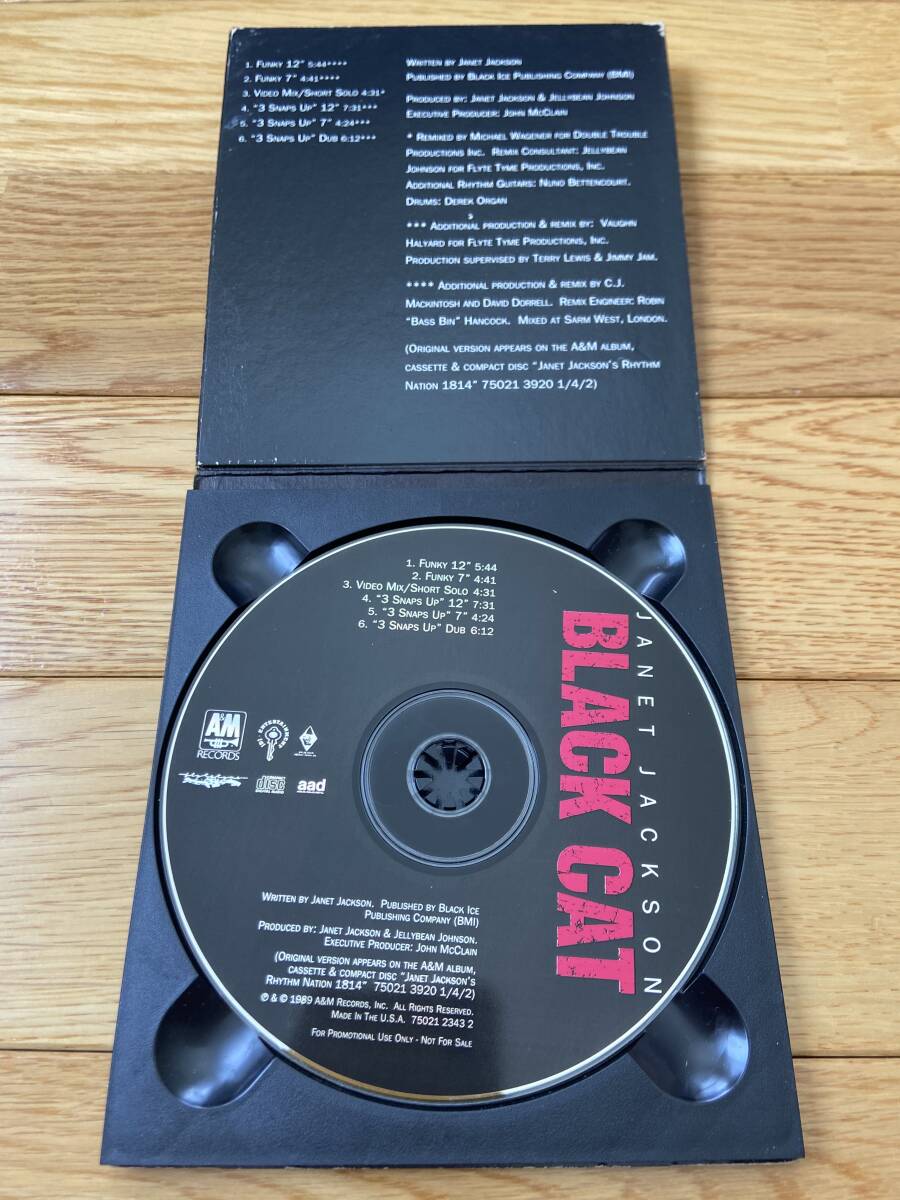 1. Funky 12" 5:44****
2. Funky 7" 4:41****
3. Video Mix/Short Solo 4:31*
4. "3 Snaps Up" 12" 7:31***
5. "3 Snaps Up" 7" 4:24***
6. "3 Snaps Up" Dub 6:12***
Written by Janet Jackson
Published by Black Ice Publishing Company (BMI)
Produced by: Janet Jackson & Jellybean Johnson
Executive Producer: John McClain
* Remixed by Michael Wagener for Double Trouble
Productions Inc. Remix Consultant: Jellybean
Johnson for Flyte Tyme Productions, Inc.
Additional Rhythm Guitars: Nuno Bettencourt.
Drums: Derek Organ
*** Additional production & remix by: Vaughn
Halyard for Flyte Tyme Productions, Inc.
Production supervised by Terry Lewis & Jimmy Jam.
**** Additional production & remix by C.J.
Mackintosh and David Dorrell. Remix Engineer: Robin
"Bass Bin" Hancock. Mixed at Sarm West, London.
(Original version appears on the A&M album,
cassette & compact disc "Janet Jackson's Rhythm
Nation 1814" 75021 3920 1/4/2)
1. Funky 12" 5:44
2. Funky 7" 4:41
3. Video Mix/Short Solo 4:31
4. "3 Snaps Up" 12" 7:31
5. "3 Snaps Up" 7" 4:24
6. "3 Snaps Up" Dub 6:12
JANET JACKSON
BLACK CAT
A&M
RECORDS
ENTERTAINMENT
COMPACT
disc
DIGITAL AUDIO
aad
Written by Janet Jackson. Published by Black Ice
Publishing Company (BMI)
Produced by: Janet Jackson & Jellybean Johnson.
Executive Producer: John McClain
(Original version appears on the A&M album,
cassette & compact disc "Janet Jackson's
Rhythm Nation 1814" 75021 3920 1/4/2)
℗ & © 1989 A&M Records, Inc. All Rights Reserved.
Made In The U.S.A. 75021 2343 2
For Promotional Use Only - Not For Sale